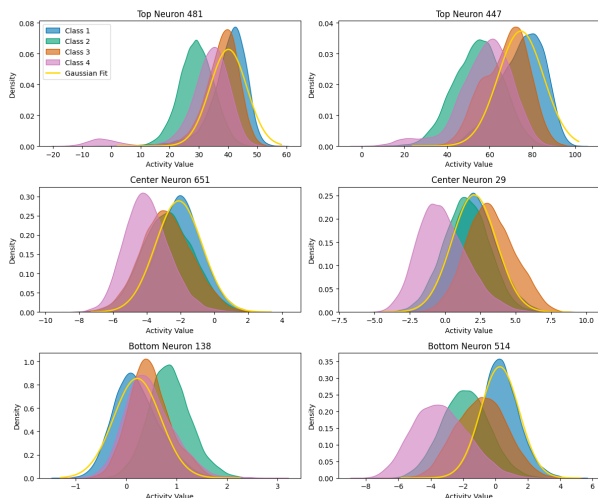 Top Neuron 481
Density
0.08
0.06
0.04
0.02
0.00
Class 1
Class 2
Class 3
Class 4
Gaussian Fit
−20 −10 0 10 20 30 40 50 60
Activity Value
Top Neuron 447
Density
0.04
0.03
0.02
0.01
0.00
0 20 40 60 80 100
Activity Value
Center Neuron 651
Density
0.30
0.25
0.20
0.15
0.10
0.05
0.00
−10 −8 −6 −4 −2 0 2 4
Activity Value
Center Neuron 29
Density
0.25
0.20
0.15
0.10
0.05
0.00
−7.5 −5.0 −2.5 0.0 2.5 5.0 7.5 10.0
Activity Value
Bottom Neuron 138
Density
1.0
0.8
0.6
0.4
0.2
0.0
−1 0 1 2 3
Activity Value
Bottom Neuron 514
Density
0.35
0.30
0.25
0.20
0.15
0.10
0.05
0.00
−8 −6 −4 −2 0 2 4 6
Activity Value